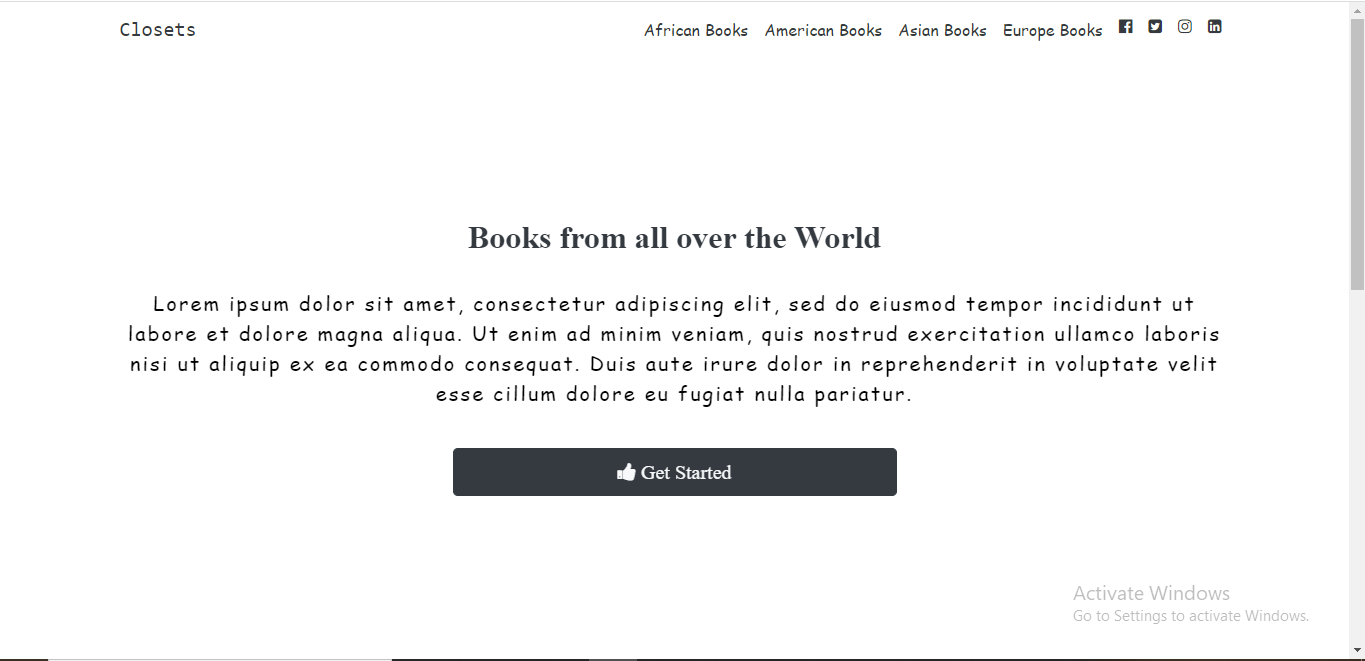 Closets
African Books American Books Asian Books Europe Books
Books from all over the World
Lorem ipsum dolor sit amet, consectetur adipiscing elit, sed do eiusmod tempor incididunt ut
labore et dolore magna aliqua. Ut enim ad minim veniam, quis nostrud exercitation ullamco laboris
nisi ut aliquip ex ea commodo consequat. Duis aute irure dolor in reprehenderit in voluptate velit
esse cillum dolore eu fugiat nulla pariatur.
Get Started
Activate Windows
Go to Settings to activate Windows.